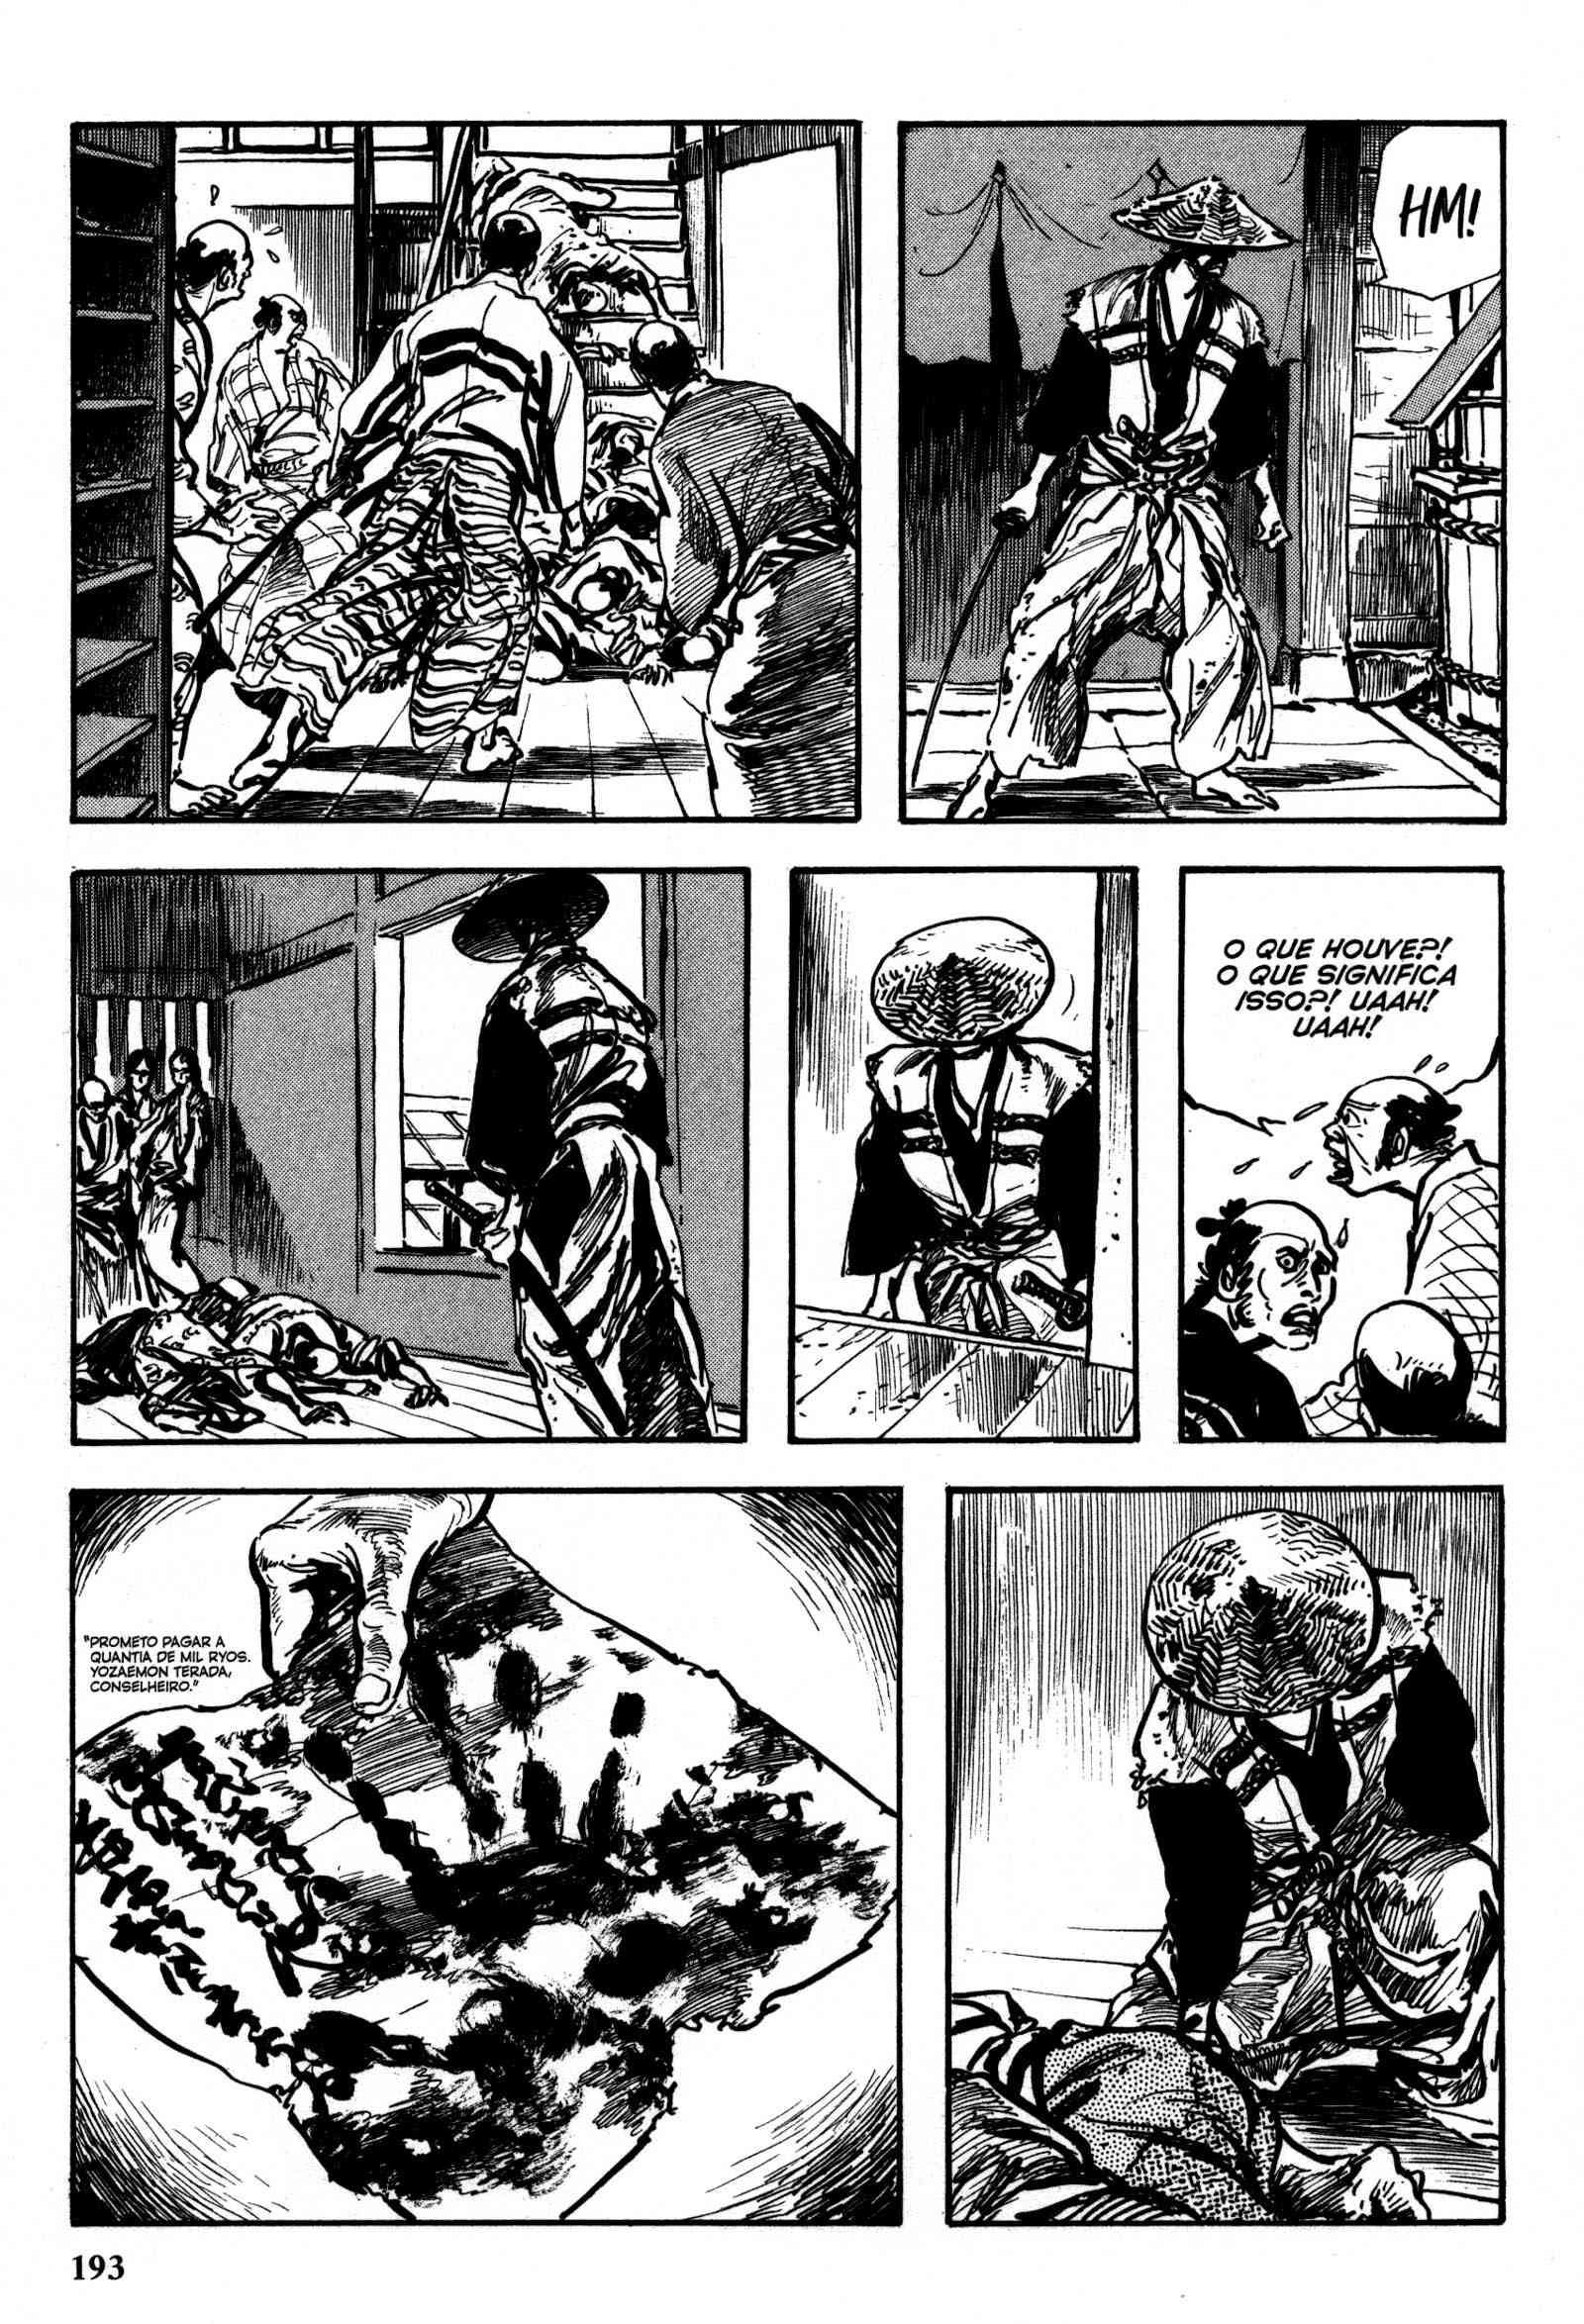 HM!
O QUE HOUVE?!
O QUE SIGNIFICA
ISSO?! UAAH!
UAAH!
"PROMETO PAGAR A
QUANTIA DE MIL RYOS.
YOZAEMON TERADA,
CONSELHEIRO."
193